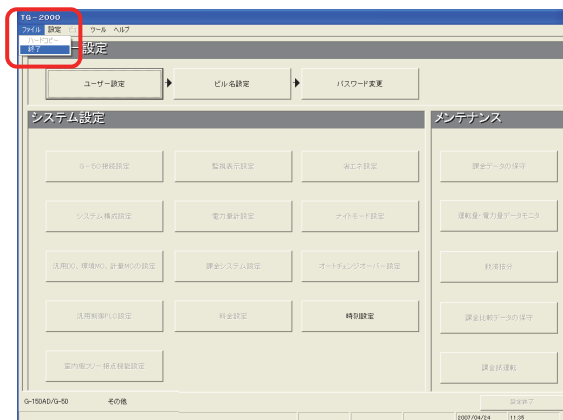 TG-2000
ファイル 設定 ツール ヘルプ
ハードコピー
終了
設定
ユーザー設定 ビル名設定 パスワード変更
システム設定 メンテナンス
G-50接続設定 監視表示設定 省エネ設定 課金データの保守
システム構成設定 電力量計設定 ナイトモード設定 運転量・電力量データモニタ
汎用DC、環境MC、計量MCの設定 課金システム設定 オートチェンジオーバー設定 料金按分
汎用制御PLC設定 料金設定 時刻設定 課金比較データの保守
室内機フリー接点機能設定 課金試運転
G-150AD/G-50 その他 設定終了
2007/04/24 11:35